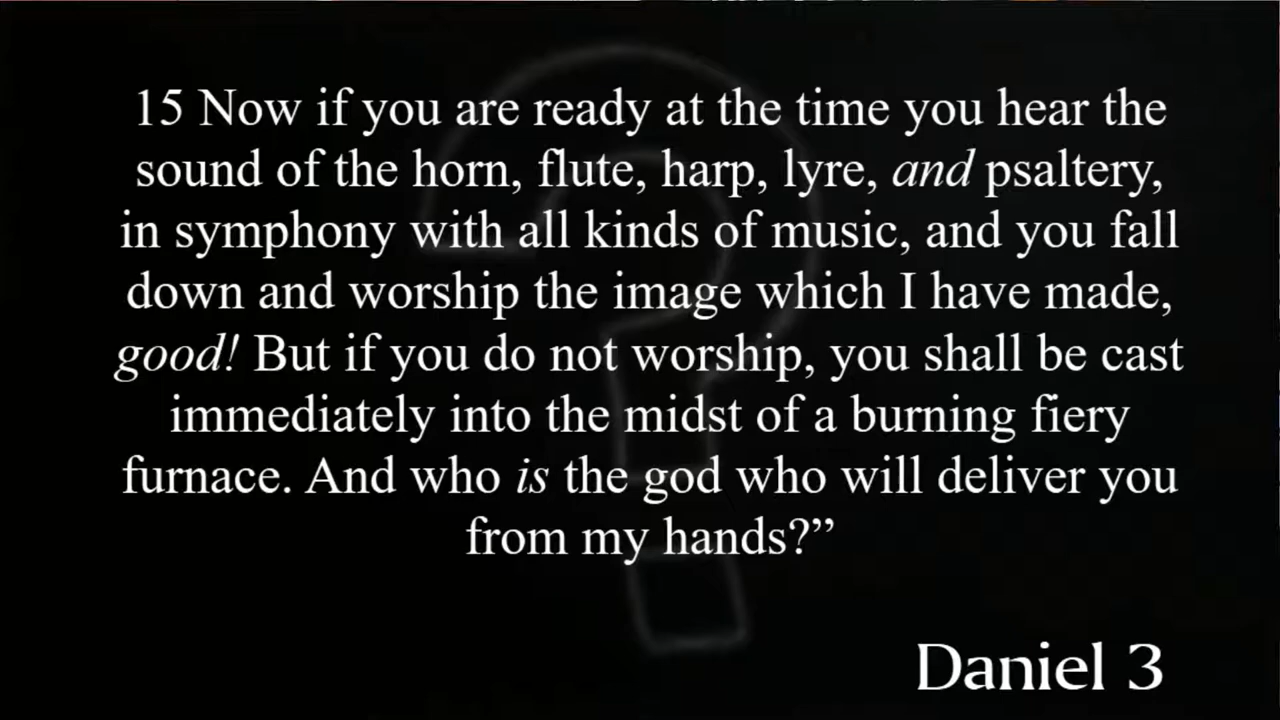 15 Now if you are ready at the time you hear the
sound of the horn, flute, harp, lyre, and psaltery,
in symphony with all kinds of music, and you fall
down and worship the image which I have made,
good! But if you do not worship, you shall be cast
immediately into the midst of a burning fiery
furnace. And who is the god who will deliver you
from my hands?”
Daniel 3